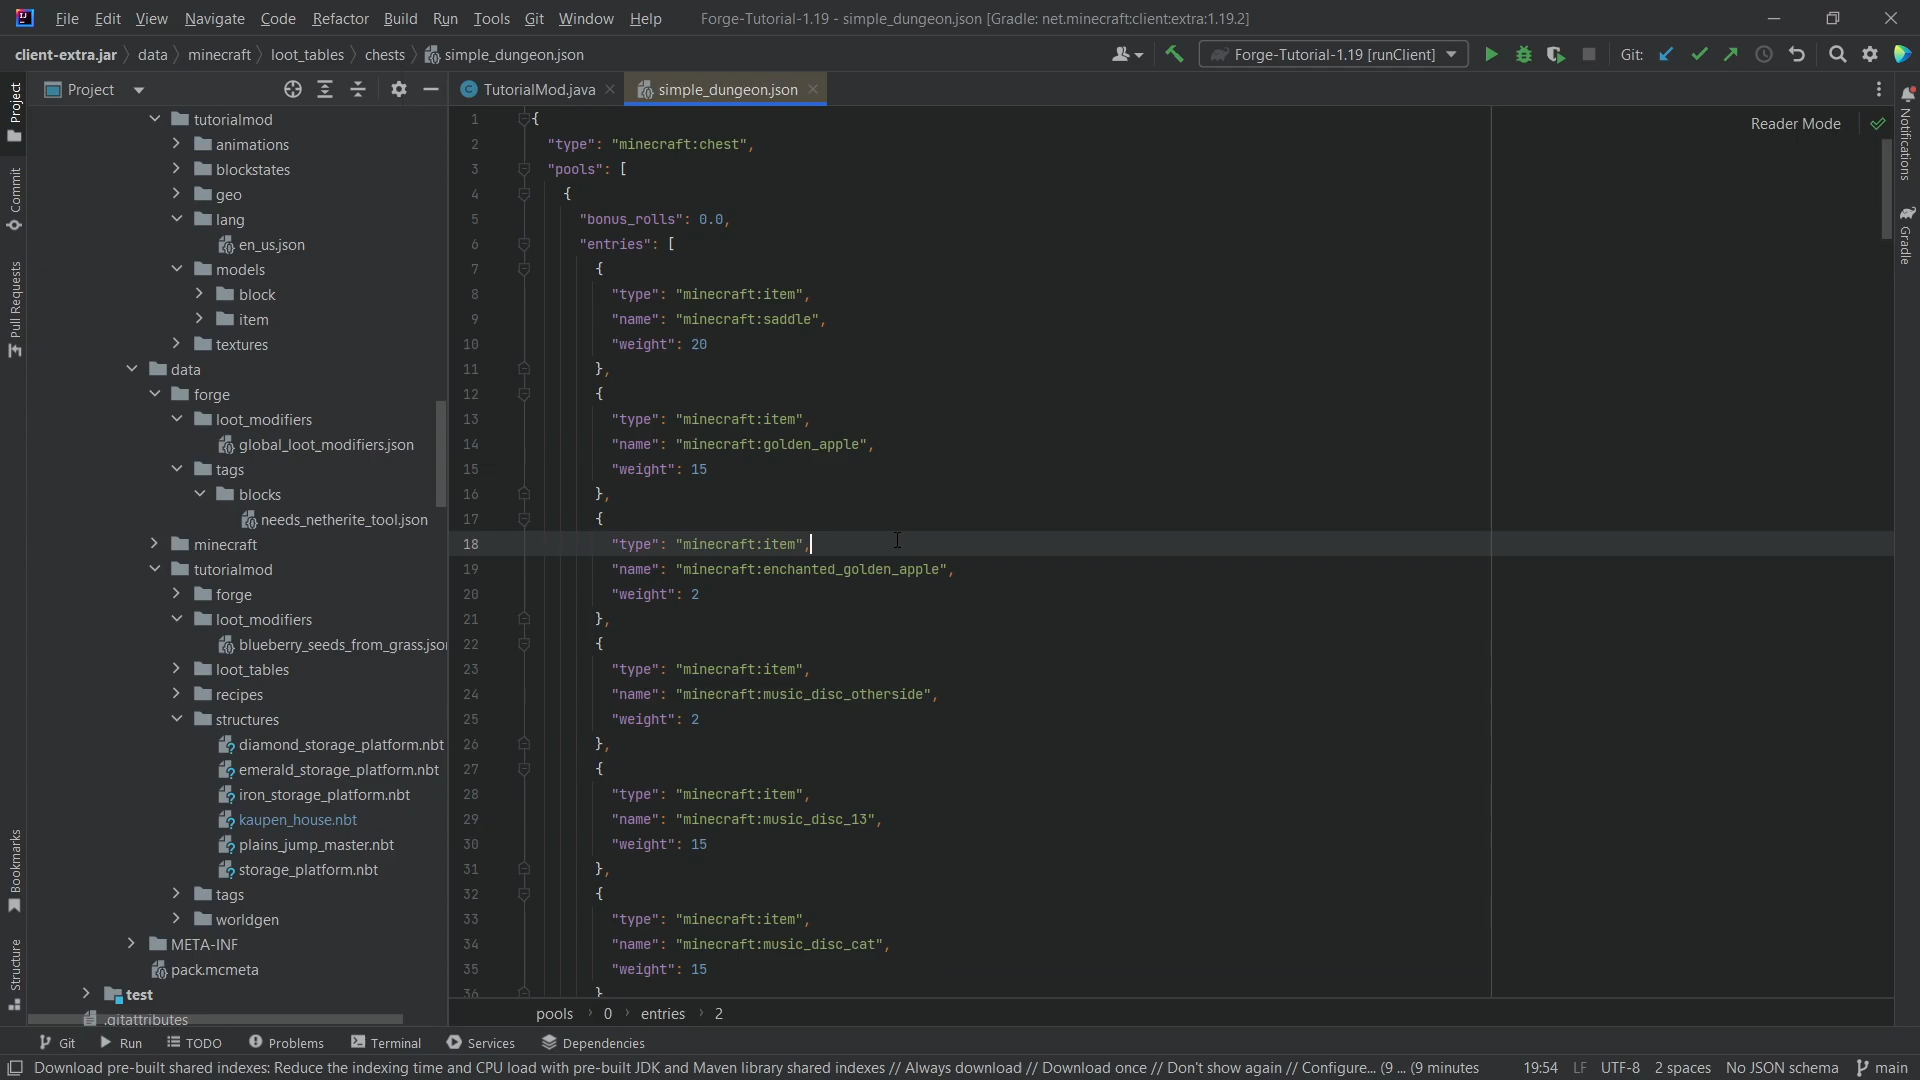 File Edit View Navigate Code Refactor Build Run Tools Git Window Help Forge-Tutorial-1.19 - simple_dungeon.json [Gradle: net.minecraft:client:extra:1.19.2]
client-extra.jar data minecraft loot_tables chests simple_dungeon.json Forge-Tutorial-1.19 [runClient] Git:
Project
Commit
Pull Requests
Bookmarks
Structure
Project
tutorialmod
animations
blockstates
geo
lang
en_us.json
models
block
item
textures
data
forge
loot_modifiers
global_loot_modifiers.json
tags
blocks
needs_netherite_tool.json
minecraft
tutorialmod
forge
loot_modifiers
blueberry_seeds_from_grass.jso
loot_tables
recipes
structures
diamond_storage_platform.nbt
emerald_storage_platform.nbt
iron_storage_platform.nbt
kaupen_house.nbt
plains_jump_master.nbt
storage_platform.nbt
tags
worldgen
META-INF
pack.mcmeta
test
.gitattributes
TutorialMod.java simple_dungeon.json
Reader Mode
1 {
2 "type": "minecraft:chest",
3 "pools": [
4 {
5 "bonus_rolls": 0.0,
6 "entries": [
7 {
8 "type": "minecraft:item",
9 "name": "minecraft:saddle",
10 "weight": 20
11 },
12 {
13 "type": "minecraft:item",
14 "name": "minecraft:golden_apple",
15 "weight": 15
16 },
17 {
18 "type": "minecraft:item",
19 "name": "minecraft:enchanted_golden_apple",
20 "weight": 2
21 },
22 {
23 "type": "minecraft:item",
24 "name": "minecraft:music_disc_otherside",
25 "weight": 2
26 },
27 {
28 "type": "minecraft:item",
29 "name": "minecraft:music_disc_13",
30 "weight": 15
31 },
32 {
33 "type": "minecraft:item",
34 "name": "minecraft:music_disc_cat",
35 "weight": 15
36 }
pools 0 entries 2
Notifications
Gradle
Git Run TODO Problems Terminal Services Dependencies
Download pre-built shared indexes: Reduce the indexing time and CPU load with pre-built JDK and Maven library shared indexes // Always download // Download once // Don't show again // Configure... (9 ... (9 minutes 19:54 LF UTF-8 2 spaces No JSON schema main